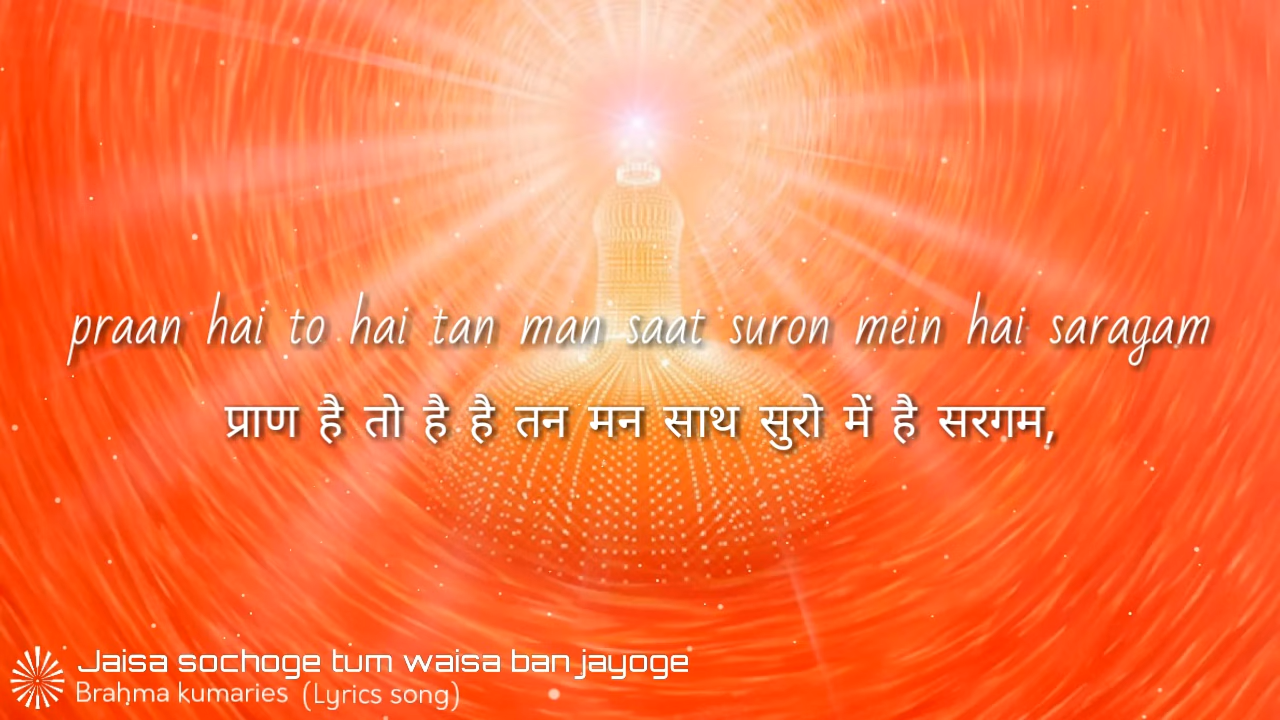 praan hai to hai tan man saat suron mein hai saragam
प्राण है तो है है तन मन साथ सुरो में है सरगम,
Jaisa sochoge tum waisa ban jayoge
Brahma kumaries (Lyrics song)